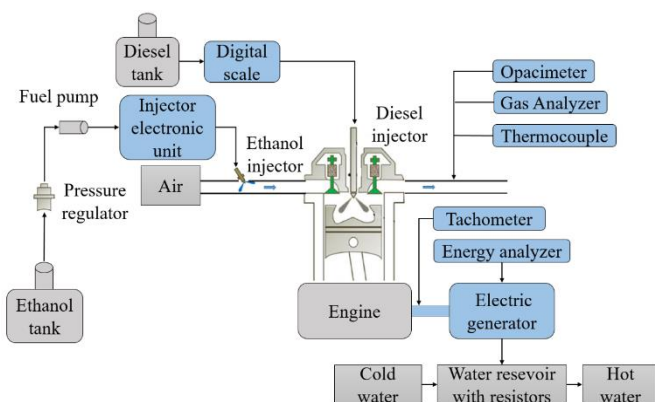 Diesel
tank
Digital
scale
Fuel pump
Injector
electronic
unit
Ethanol
injector
Diesel
injector
Opacimeter
Gas Analyzer
Thermocouple
Air
Pressure
regulator
Tachometer
Energy analyzer
Ethanol
tank
Engine
Electric
generator
Cold
water
Water resevoir
with resistors
Hot
water